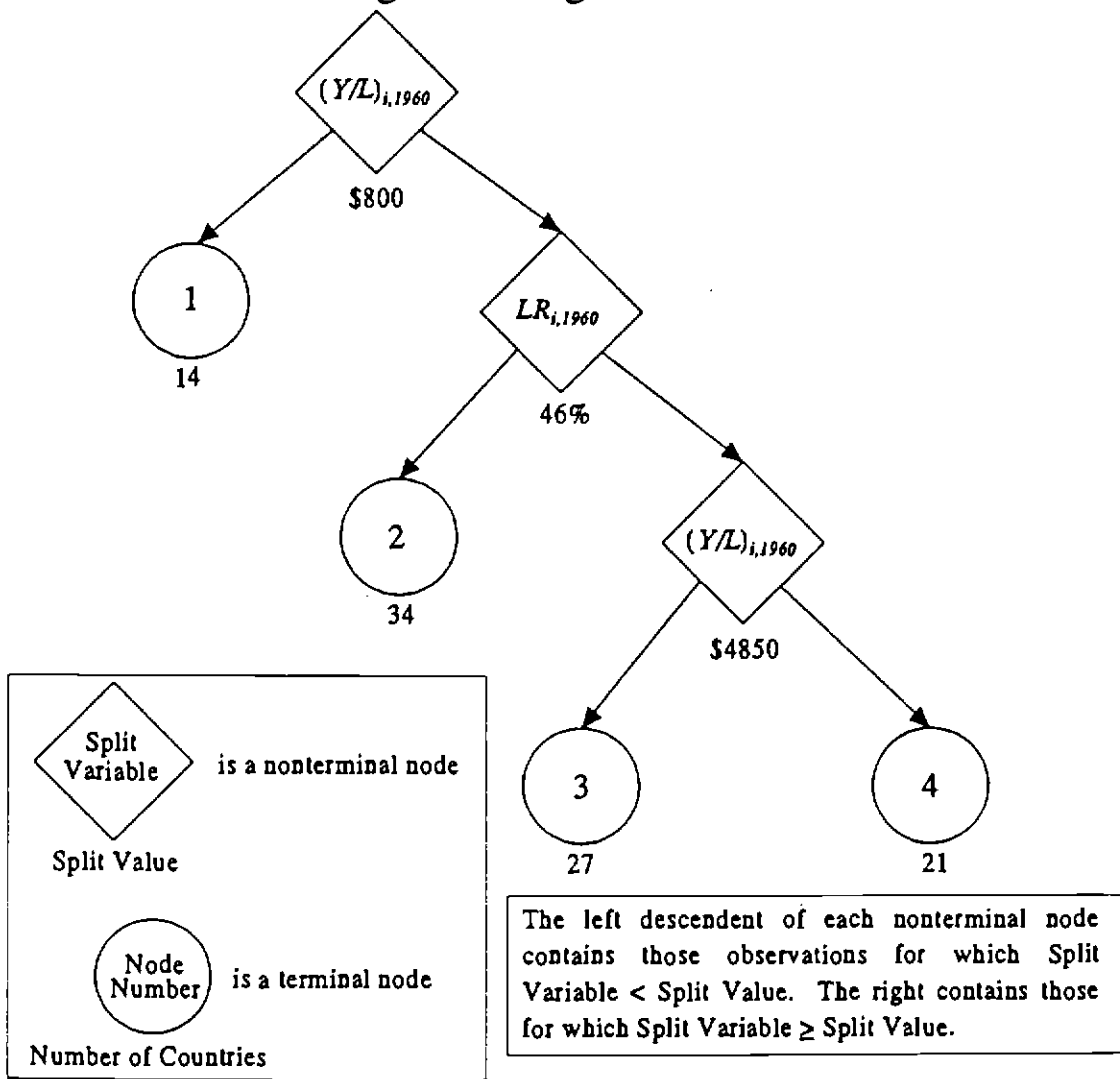 (Y/L)i,1960
$800
1
14
LRi,1960
46%
2
34
(Y/L)i,1960
$4850
3
27
4
21
Split
Variable
is a nonterminal node
Split Value
Node
Number
is a terminal node
Number of Countries
The left descendent of each nonterminal node
contains those observations for which Split
Variable < Split Value. The right contains those
for which Split Variable ≥ Split Value.